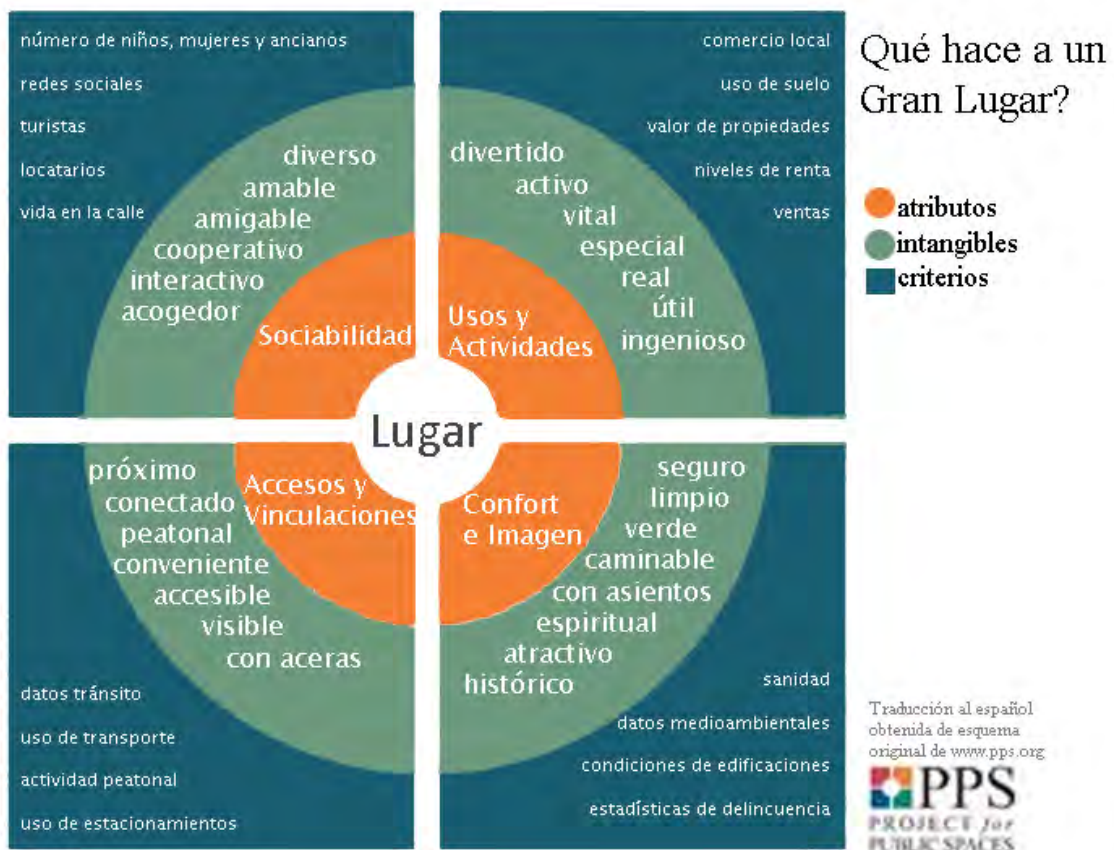 Qué hace a un
Gran Lugar?
atributos
intangibles
criterios
número de niños, mujeres y ancianos
redes sociales
turistas
locatarios
vida en la calle
diverso
amable
amigable
cooperativo
interactivo
acogedor
Sociabilidad
comercio local
uso de suelo
valor de propiedades
niveles de renta
ventas
divertido
activo
vital
especial
real
útil
ingenioso
Usos y
Actividades
Lugar
próximo
conectado
peatonal
conveniente
accesible
visible
con aceras
Accesos y
Vinculaciones
datos tránsito
uso de transporte
actividad peatonal
uso de estacionamientos
Confort
e Imagen
seguro
limpio
verde
caminable
con asientos
espiritual
atractivo
histórico
sanidad
datos medioambientales
condiciones de edificaciones
estadísticas de delincuencia
Traducción al español
obtenida de esquema
original de www.pps.org
PPS
PROJECT for
PUBLIC SPACES